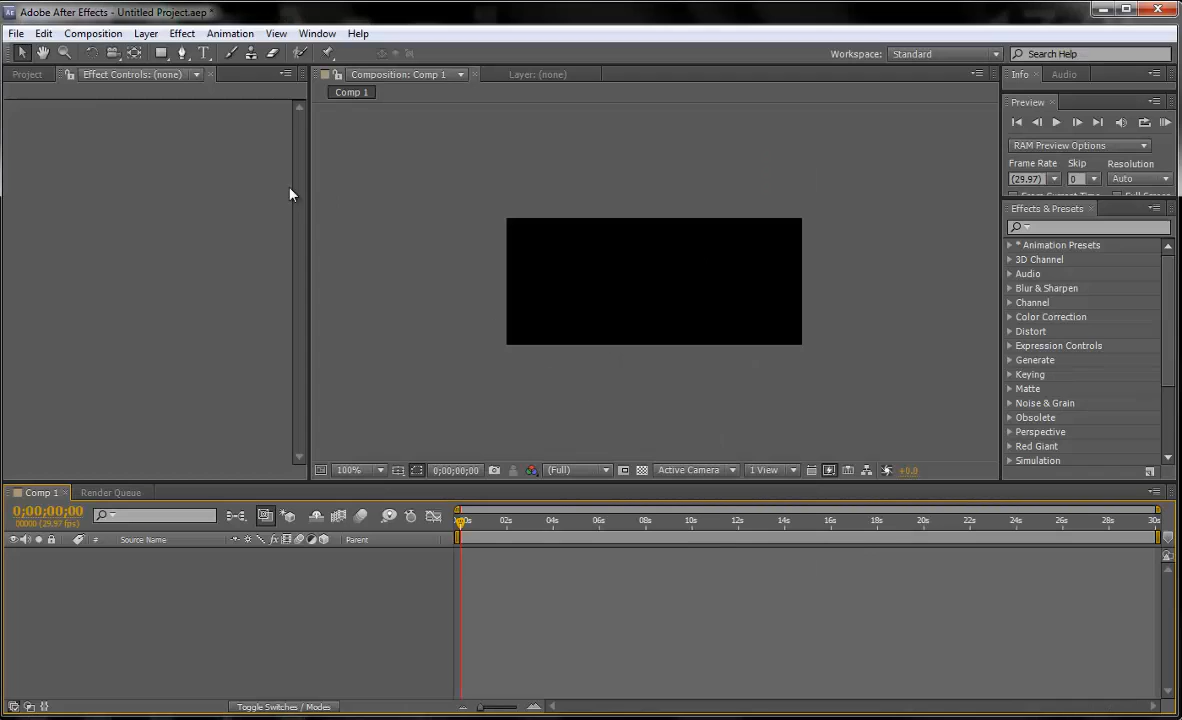 Adobe After Effects - Untitled Project.aep *
File Edit Composition Layer Effect Animation View Window Help
Workspace: Standard Search Help
Project Effect Controls: (none) Composition: Comp 1 Layer: (none) Info Audio
Comp 1
Preview
RAM Preview Options
Frame Rate Skip Resolution
(29.97) 0 Auto
Effects & Presets
* Animation Presets
3D Channel
Audio
Blur & Sharpen
Channel
Color Correction
Distort
Expression Controls
Generate
Keying
Matte
Noise & Grain
Obsolete
Perspective
Red Giant
Simulation
100% 0;00;00;00 (Full) Active Camera 1 View +0.0
Comp 1 Render Queue
0;00;00;00
00000 (29.97 fps)
02s 04s 06s 08s 10s 12s 14s 16s 18s 20s 22s 24s 26s 28s 30s
# Source Name Parent
Toggle Switches / Modes